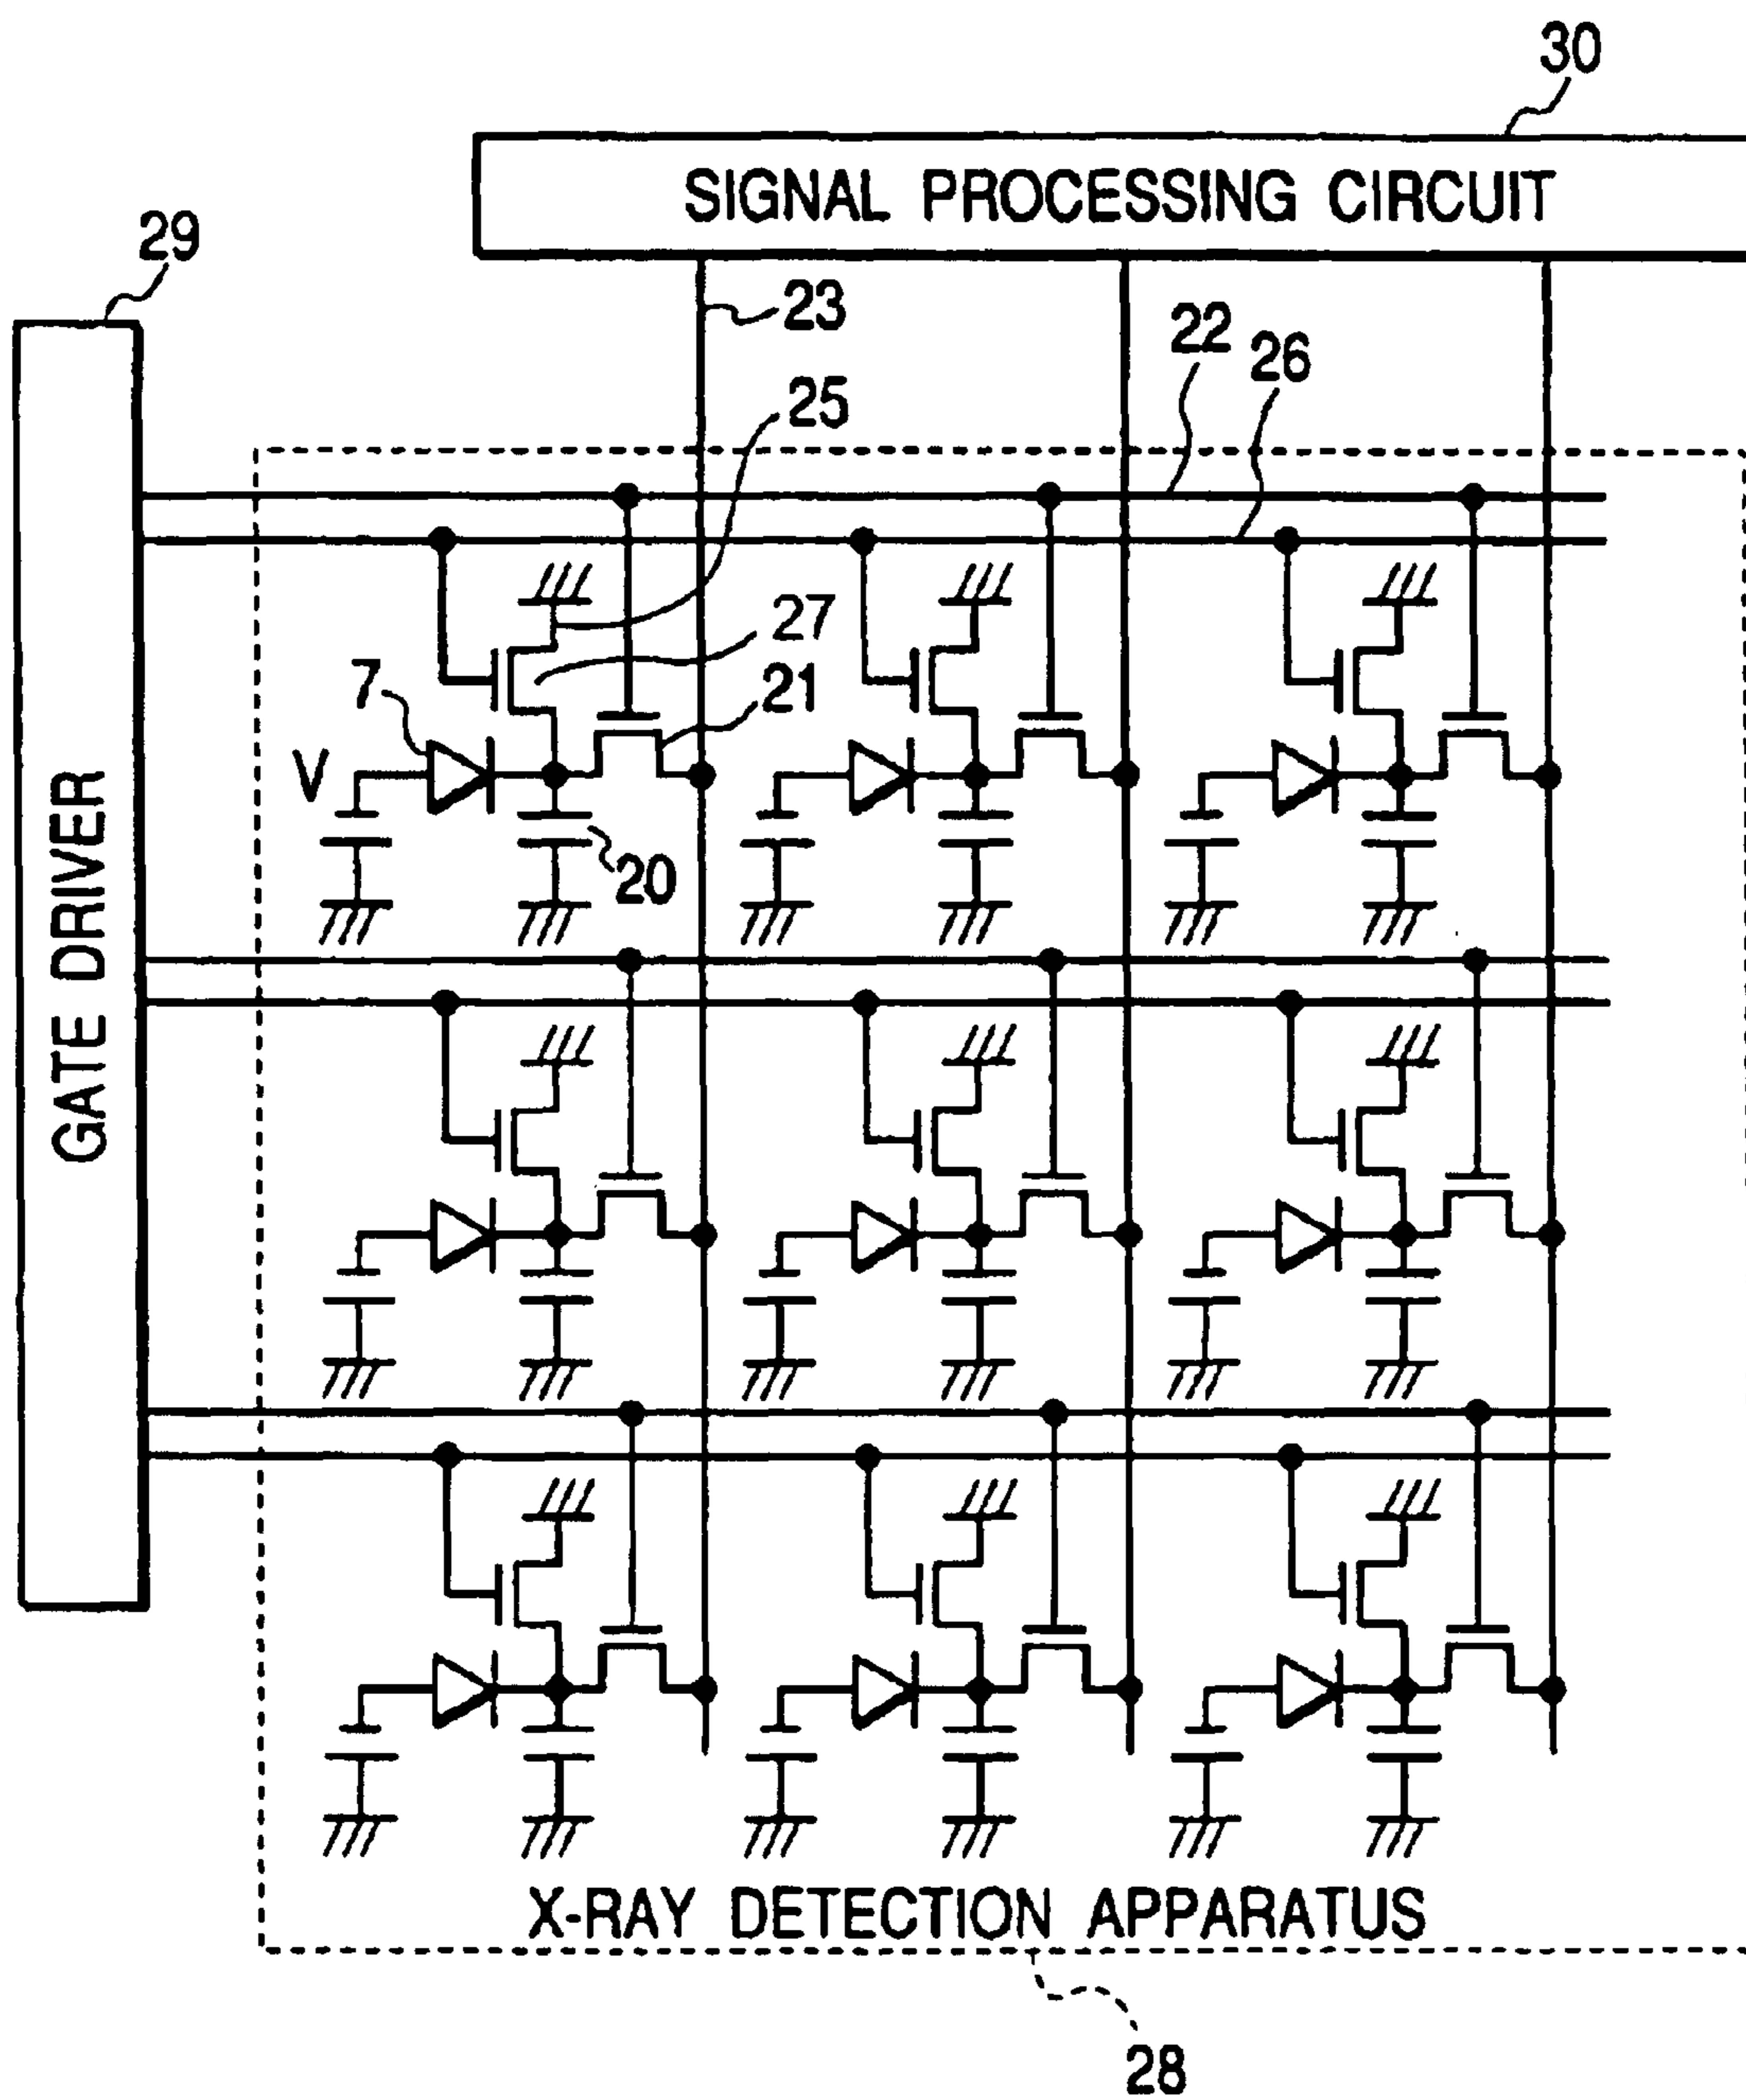 30
SIGNAL PROCESSING CIRCUIT
29
23
22
26
25
27
7
21
V
20
GATE DRIVER
X-RAY DETECTION APPARATUS
28